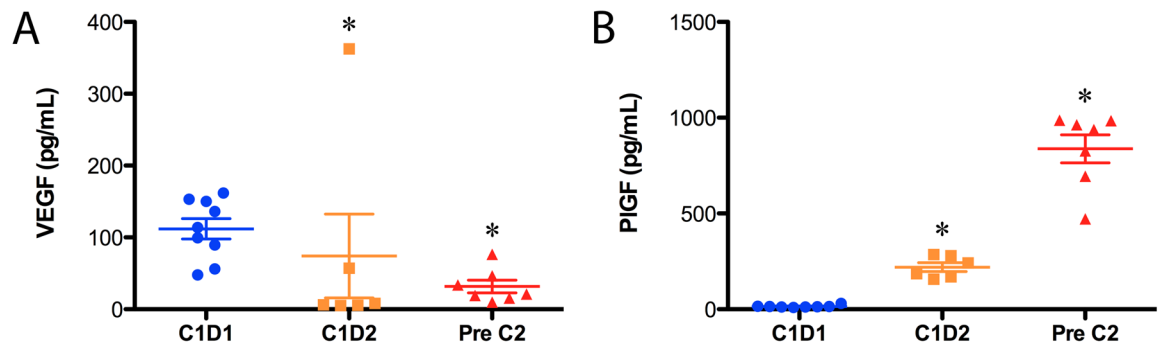 A
VEGF (pg/mL)
400
300
200
100
0
*
*
C1D1
C1D2
Pre C2
B
PlGF (pg/mL)
1500
1000
500
0
*
*
C1D1
C1D2
Pre C2